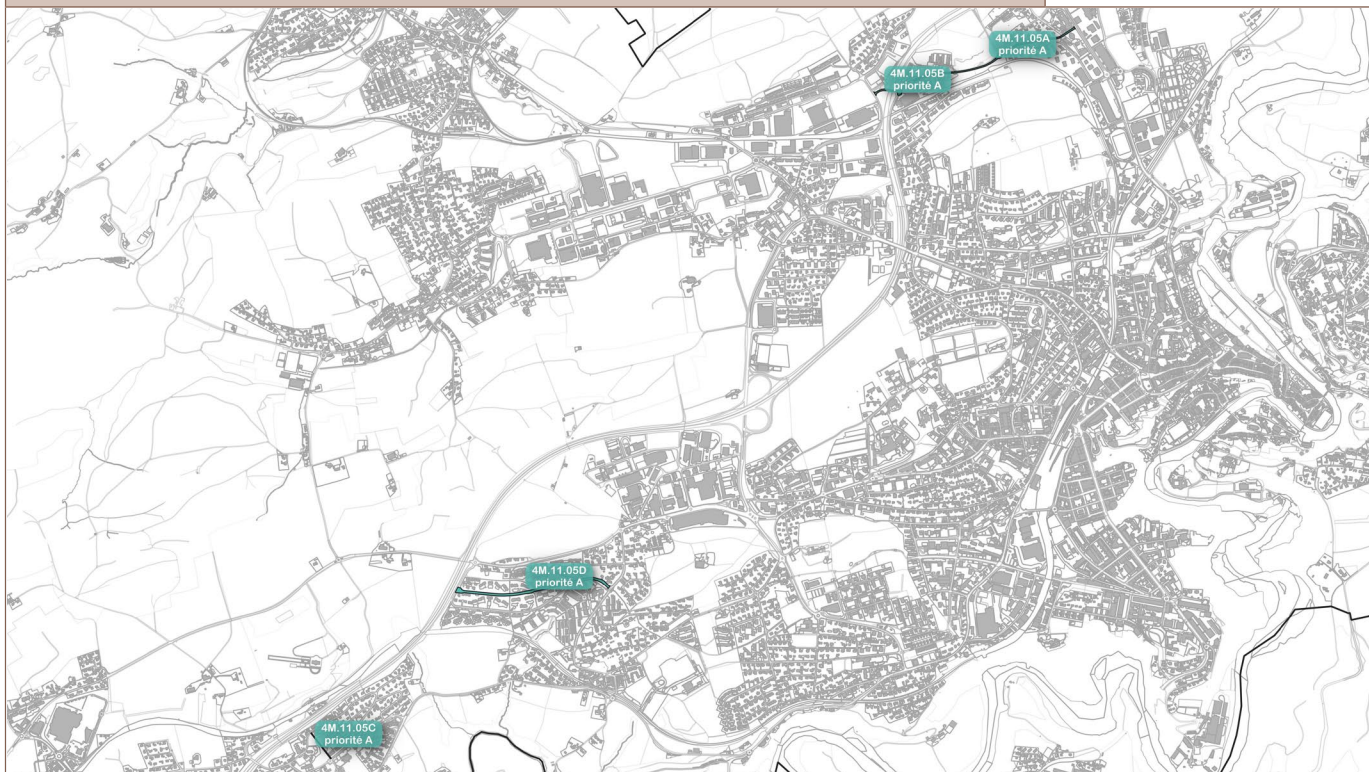 4M.11.05A
priorité A
4M.11.05B
priorité A
4M.11.05D
priorité A
4M.11.05C
priorité A